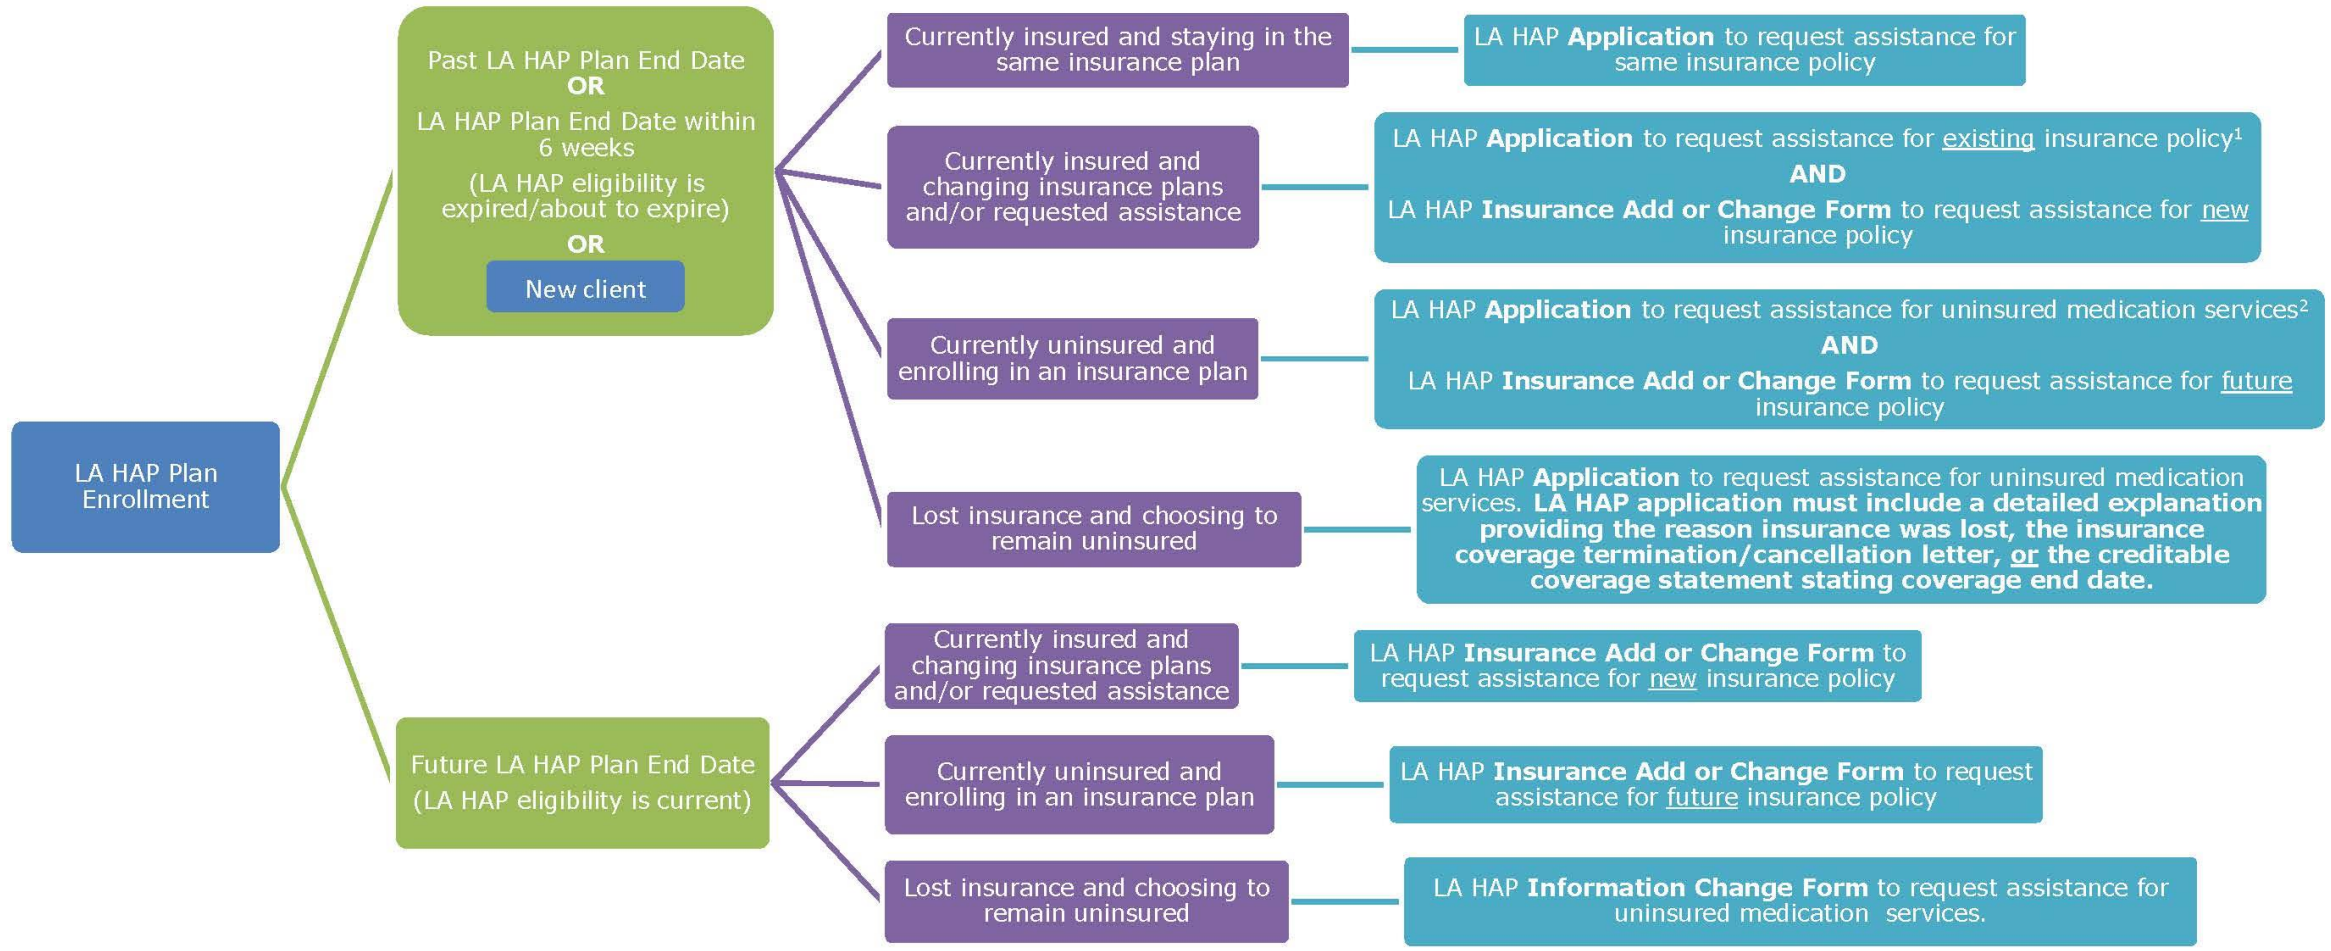 LA HAP Plan
Enrollment
Past LA HAP Plan End Date
OR
LA HAP Plan End Date within
6 weeks
(LA HAP eligibility is
expired/about to expire)
OR
New client
Currently insured and staying in the
same insurance plan
LA HAP Application to request assistance for
same insurance policy
Currently insured and
changing insurance plans
and/or requested assistance
LA HAP Application to request assistance for existing insurance policy¹
AND
LA HAP Insurance Add or Change Form to request assistance for new
insurance policy
Currently uninsured and
enrolling in an insurance plan
LA HAP Application to request assistance for uninsured medication services²
AND
LA HAP Insurance Add or Change Form to request assistance for future
insurance policy
Lost insurance and choosing to
remain uninsured
LA HAP Application to request assistance for uninsured medication
services. LA HAP application must include a detailed explanation
providing the reason insurance was lost, the insurance
coverage termination/cancellation letter, or the creditable
coverage statement stating coverage end date.
Future LA HAP Plan End Date
(LA HAP eligibility is current)
Currently insured and
changing insurance plans
and/or requested assistance
LA HAP Insurance Add or Change Form to
request assistance for new insurance policy
Currently uninsured and
enrolling in an insurance plan
LA HAP Insurance Add or Change Form to request
assistance for future insurance policy
Lost insurance and choosing to
remain uninsured
LA HAP Information Change Form to request assistance for
uninsured medication services.